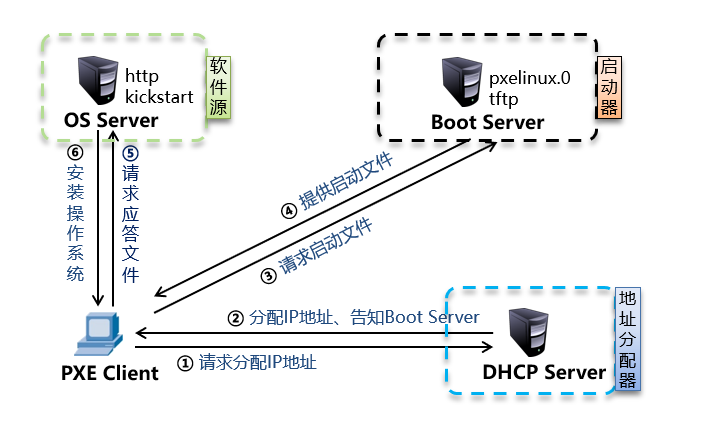 http
kickstart
OS Server
软件源
pxelinux.0
tftp
Boot Server
启动器
⑥安装操作系统
⑤请求应答文件
④ 提供启动文件
③ 请求启动文件
② 分配IP地址、告知Boot Server
① 请求分配IP地址
PXE Client
DHCP Server
地址分配器